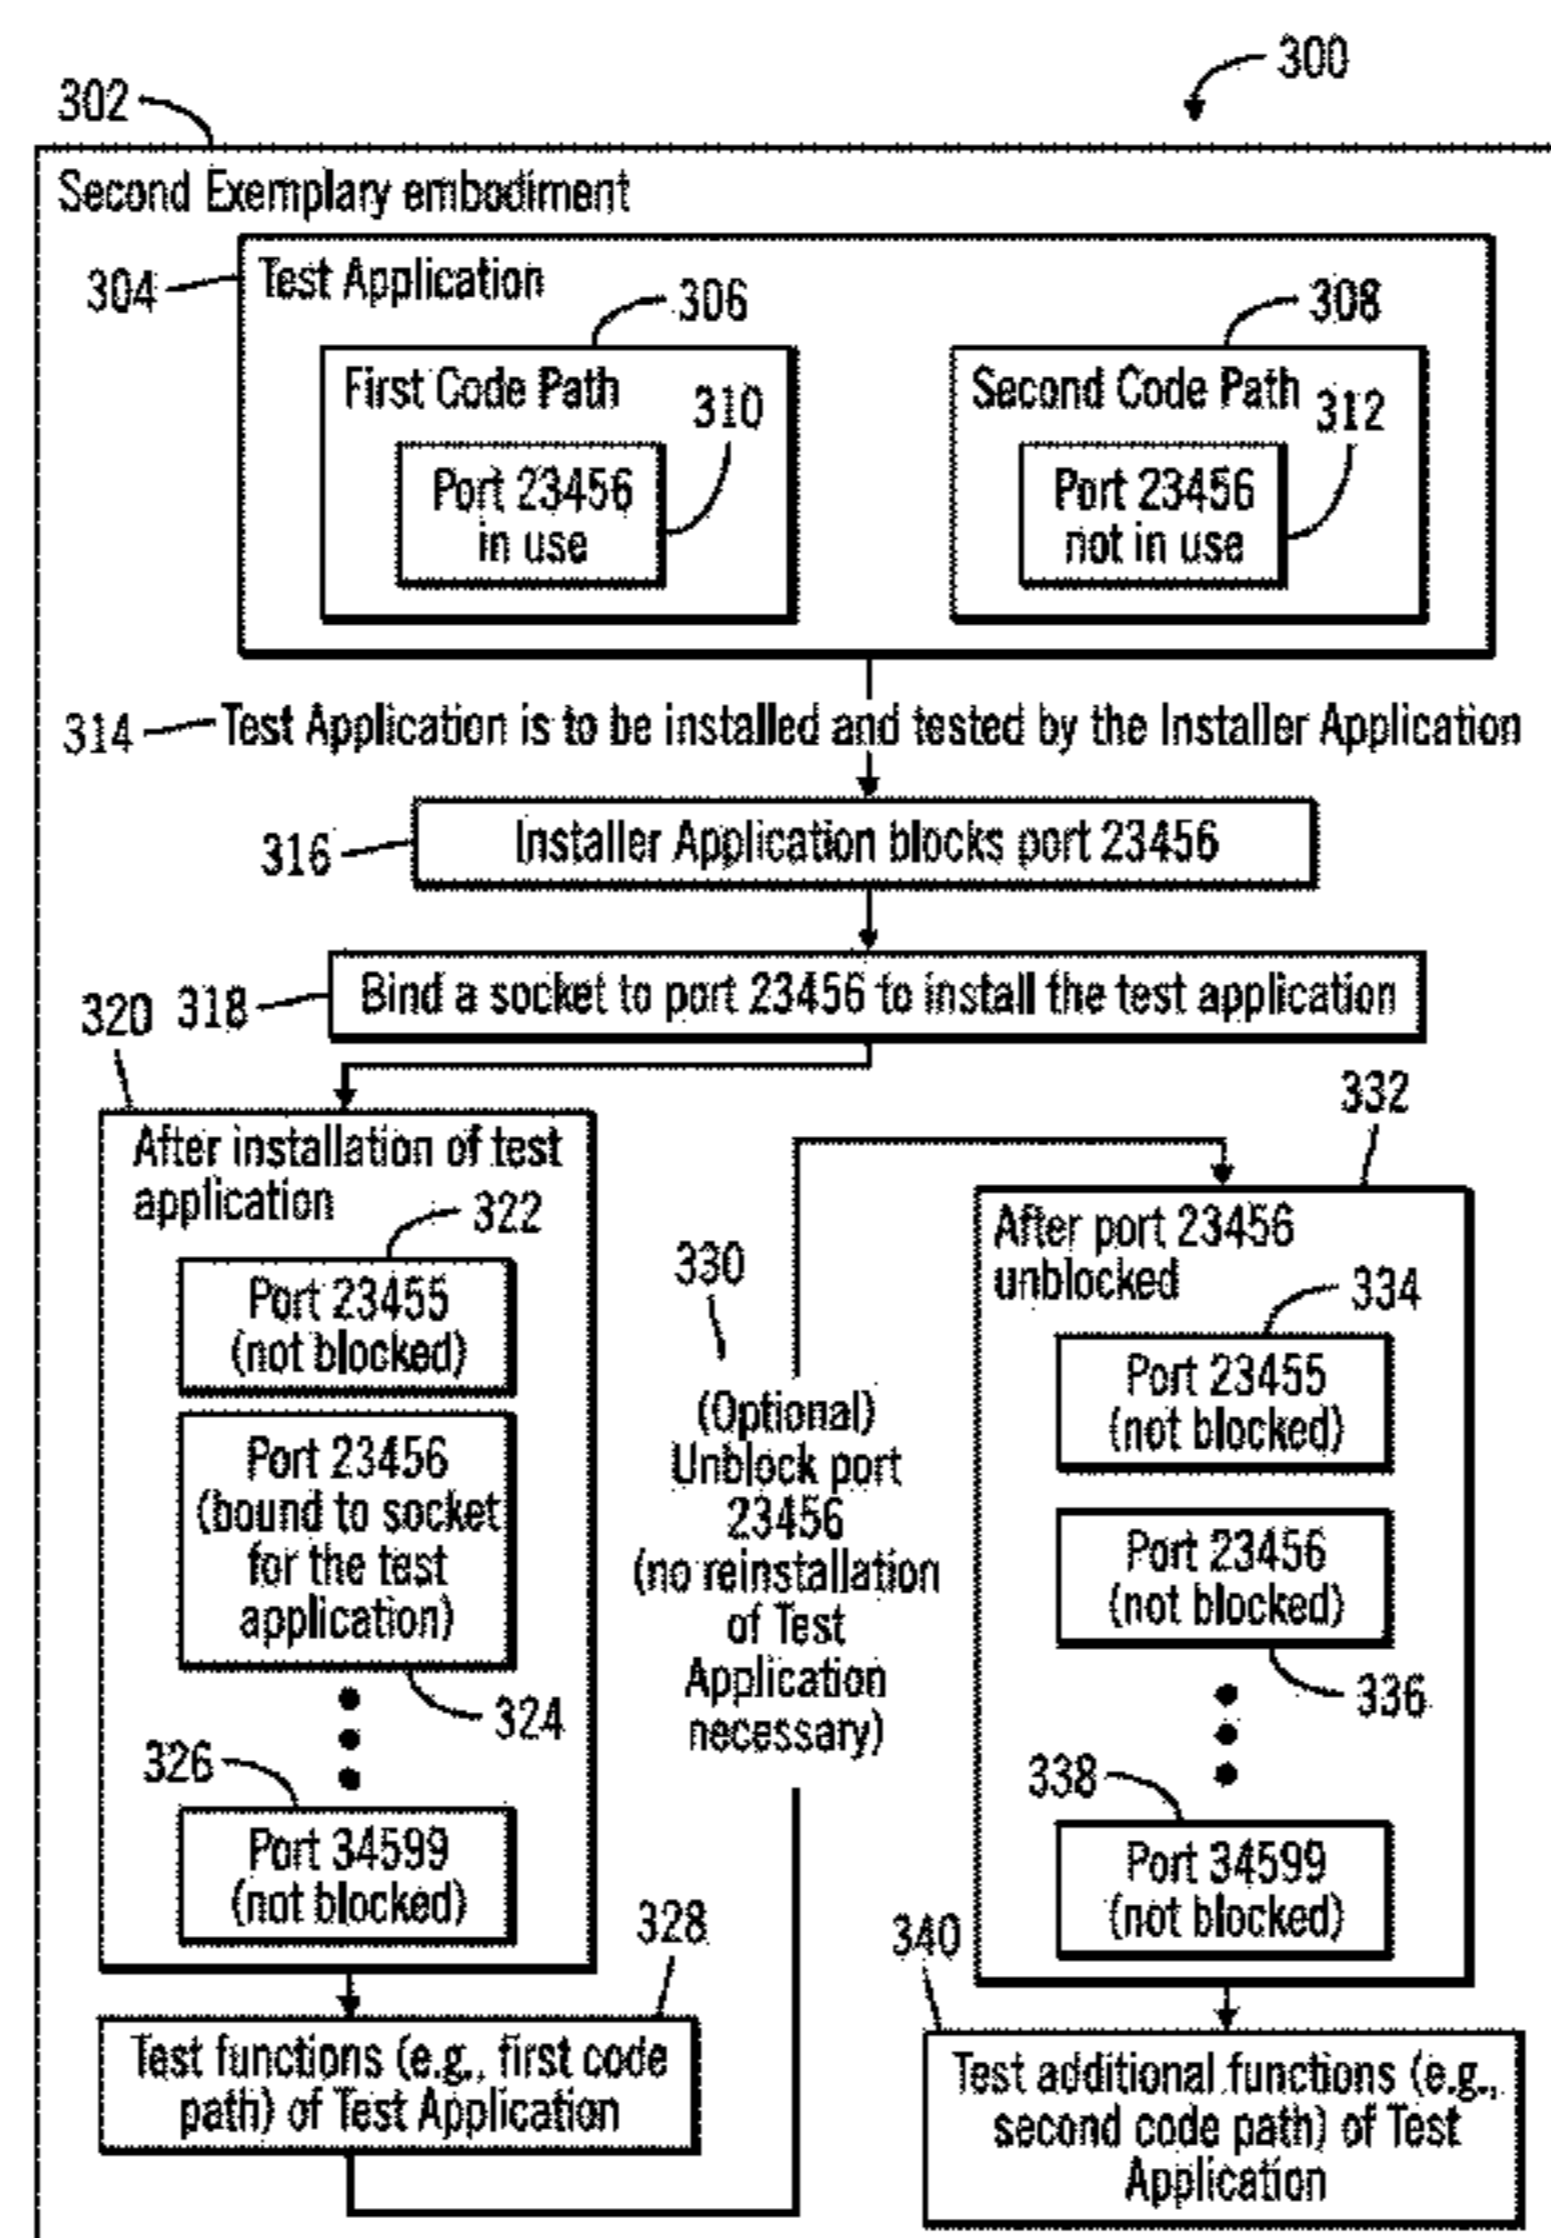 300
302
Second Exemplary embodiment
304
Test Application
306
308
First Code Path
310
Second Code Path
312
Port 23456
in use
Port 23456
not in use
314
Test Application is to be installed and tested by the Installer Application
316
Installer Application blocks port 23456
318
Bind a socket to port 23456 to install the test application
320
After installation of test
application
322
Port 23455
(not blocked)
Port 23456
(bound to socket
for the test
application)
324
326
Port 34599
(not blocked)
328
Test functions (e.g., first code
path) of Test Application
330
(Optional)
Unblock port
23456
(no reinstallation
of Test
Application
necessary)
332
After port 23456
unblocked
334
Port 23455
(not blocked)
Port 23456
(not blocked)
336
338
Port 34599
(not blocked)
340
Test additional functions (e.g.,
second code path) of Test
Application